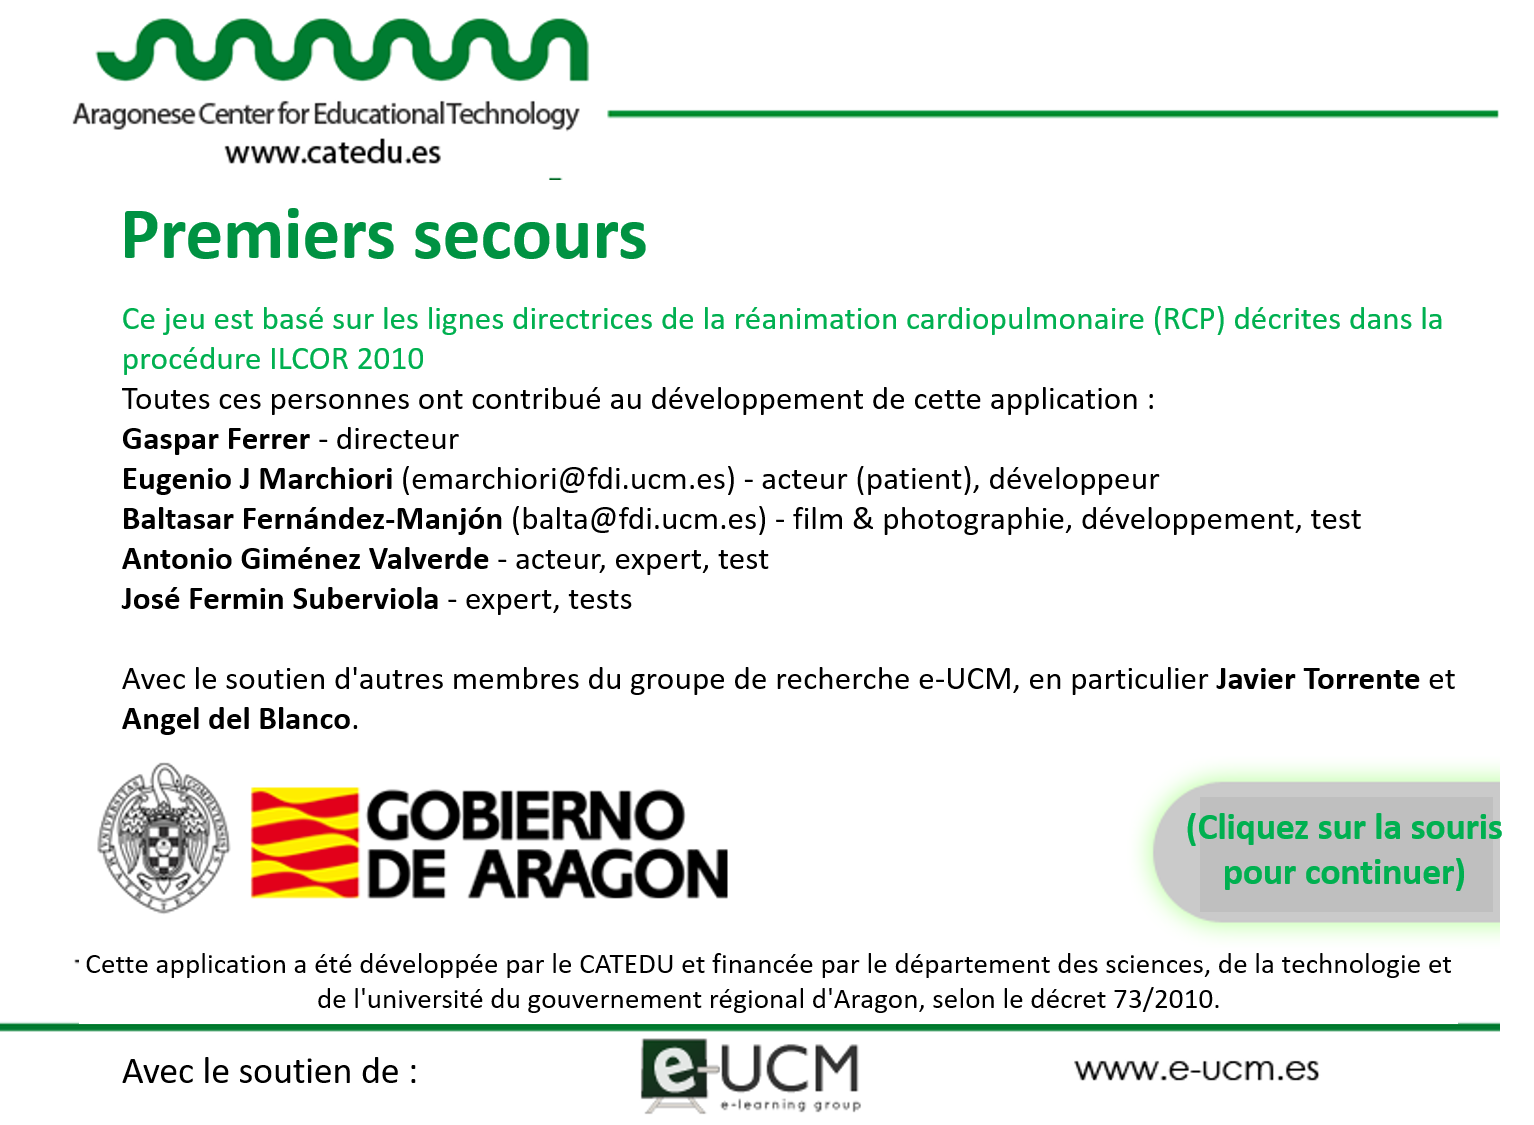 Aragonese Center for Educational Technology
www.catedu.es
Premiers secours
Ce jeu est basé sur les lignes directrices de la réanimation cardiopulmonaire (RCP) décrites dans la
procédure ILCOR 2010
Toutes ces personnes ont contribué au développement de cette application :
Gaspar Ferrer - directeur
Eugenio J Marchiori (emarchiori@fdi.ucm.es) - acteur (patient), développeur
Baltasar Fernández-Manjón (balta@fdi.ucm.es) - film & photographie, développement, test
Antonio Giménez Valverde - acteur, expert, test
José Fermin Suberviola - expert, tests
Avec le soutien d'autres membres du groupe de recherche e-UCM, en particulier Javier Torrente et
Angel del Blanco.
UNIVERSITAS COMPLVTENSIS MATRITENSIS
GOBIERNO
DE ARAGON
(Cliquez sur la souris
pour continuer)
Cette application a été développée par le CATEDU et financée par le département des sciences, de la technologie et
de l'université du gouvernement régional d'Aragon, selon le décret 73/2010.
Avec le soutien de :
e-UCM
e-learning group
www.e-ucm.es